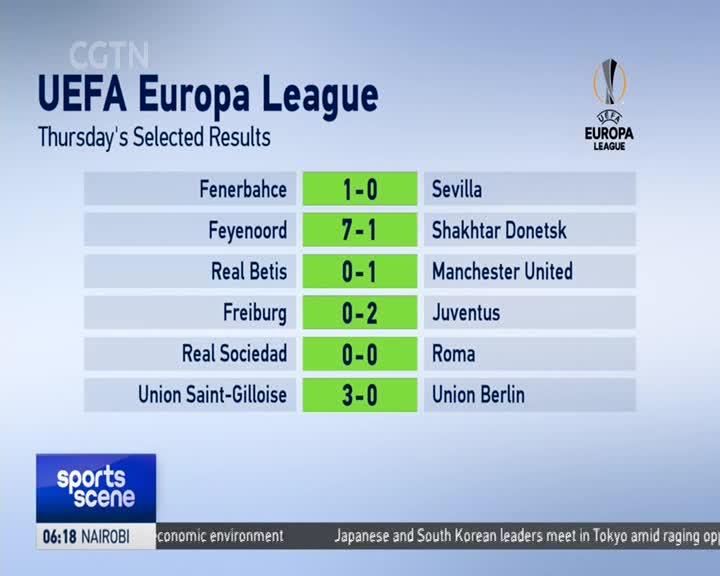 CGTN
UEFA Europa League
Thursday's Selected Results
UEFA
EUROPA
LEAGUE
Fenerbahce 1-0 Sevilla
Feyenoord 7-1 Shakhtar Donetsk
Real Betis 0-1 Manchester United
Freiburg 0-2 Juventus
Real Sociedad 0-0 Roma
Union Saint-Gilloise 3-0 Union Berlin
sports
scene
06:18 NAIROBI economic environment Japanese and South Korean leaders meet in Tokyo amid raging